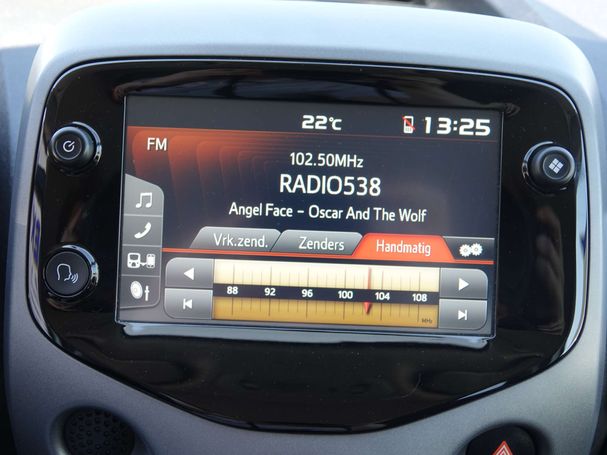 22°C
13:25
FM
102.50MHz
RADIO538
Angel Face - Oscar And The Wolf
Vrk.zend. Zenders Handmatig
88 92 96 100 104 108
MHz